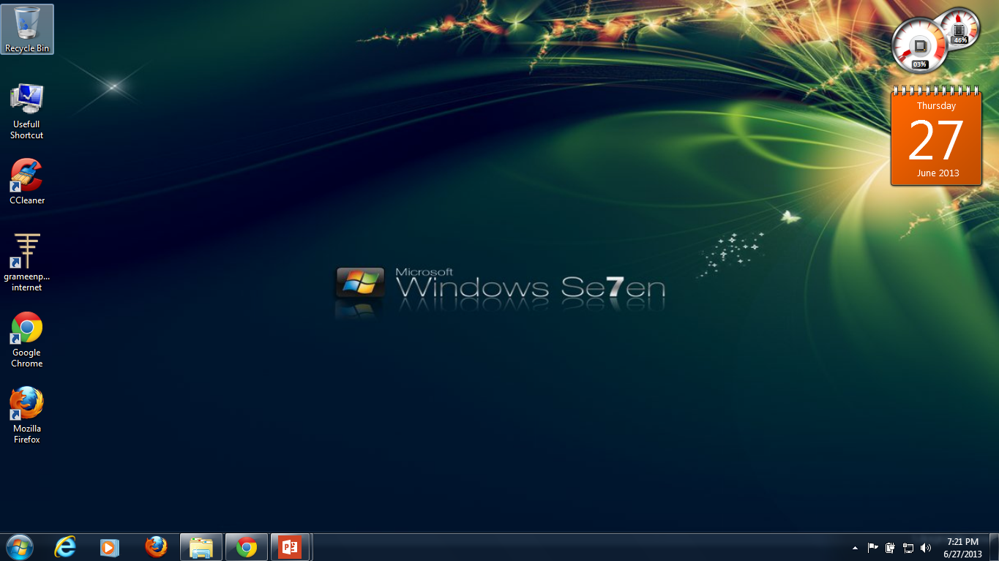 Recycle Bin
Usefull
Shortcut
CCleaner
grameenp...
internet
Google
Chrome
Mozilla
Firefox
Microsoft
Windows Se7en
46%
03%
Thursday
27
June 2013
7:21 PM
6/27/2013